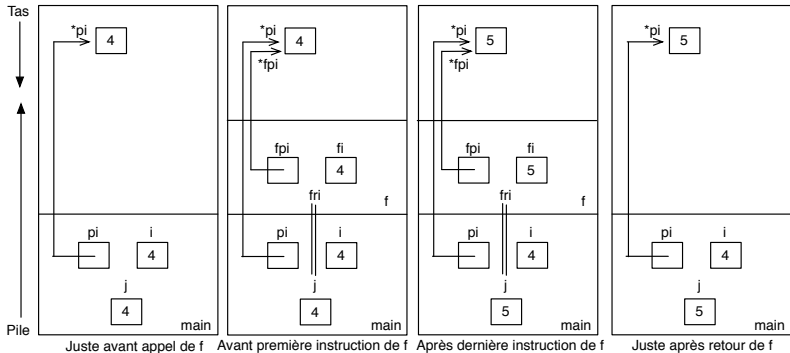 Tas
*pi
4
pi
i
4
j
4
main
Pile
Juste avant appel de f
*pi
4
*fpi
fpi
fi
4
fri
f
pi
i
4
j
4
main
Avant première instruction de f
*pi
5
*fpi
fpi
fi
5
fri
f
pi
i
4
j
5
main
Après dernière instruction de f
*pi
5
pi
i
4
j
5
main
Juste après retour de f